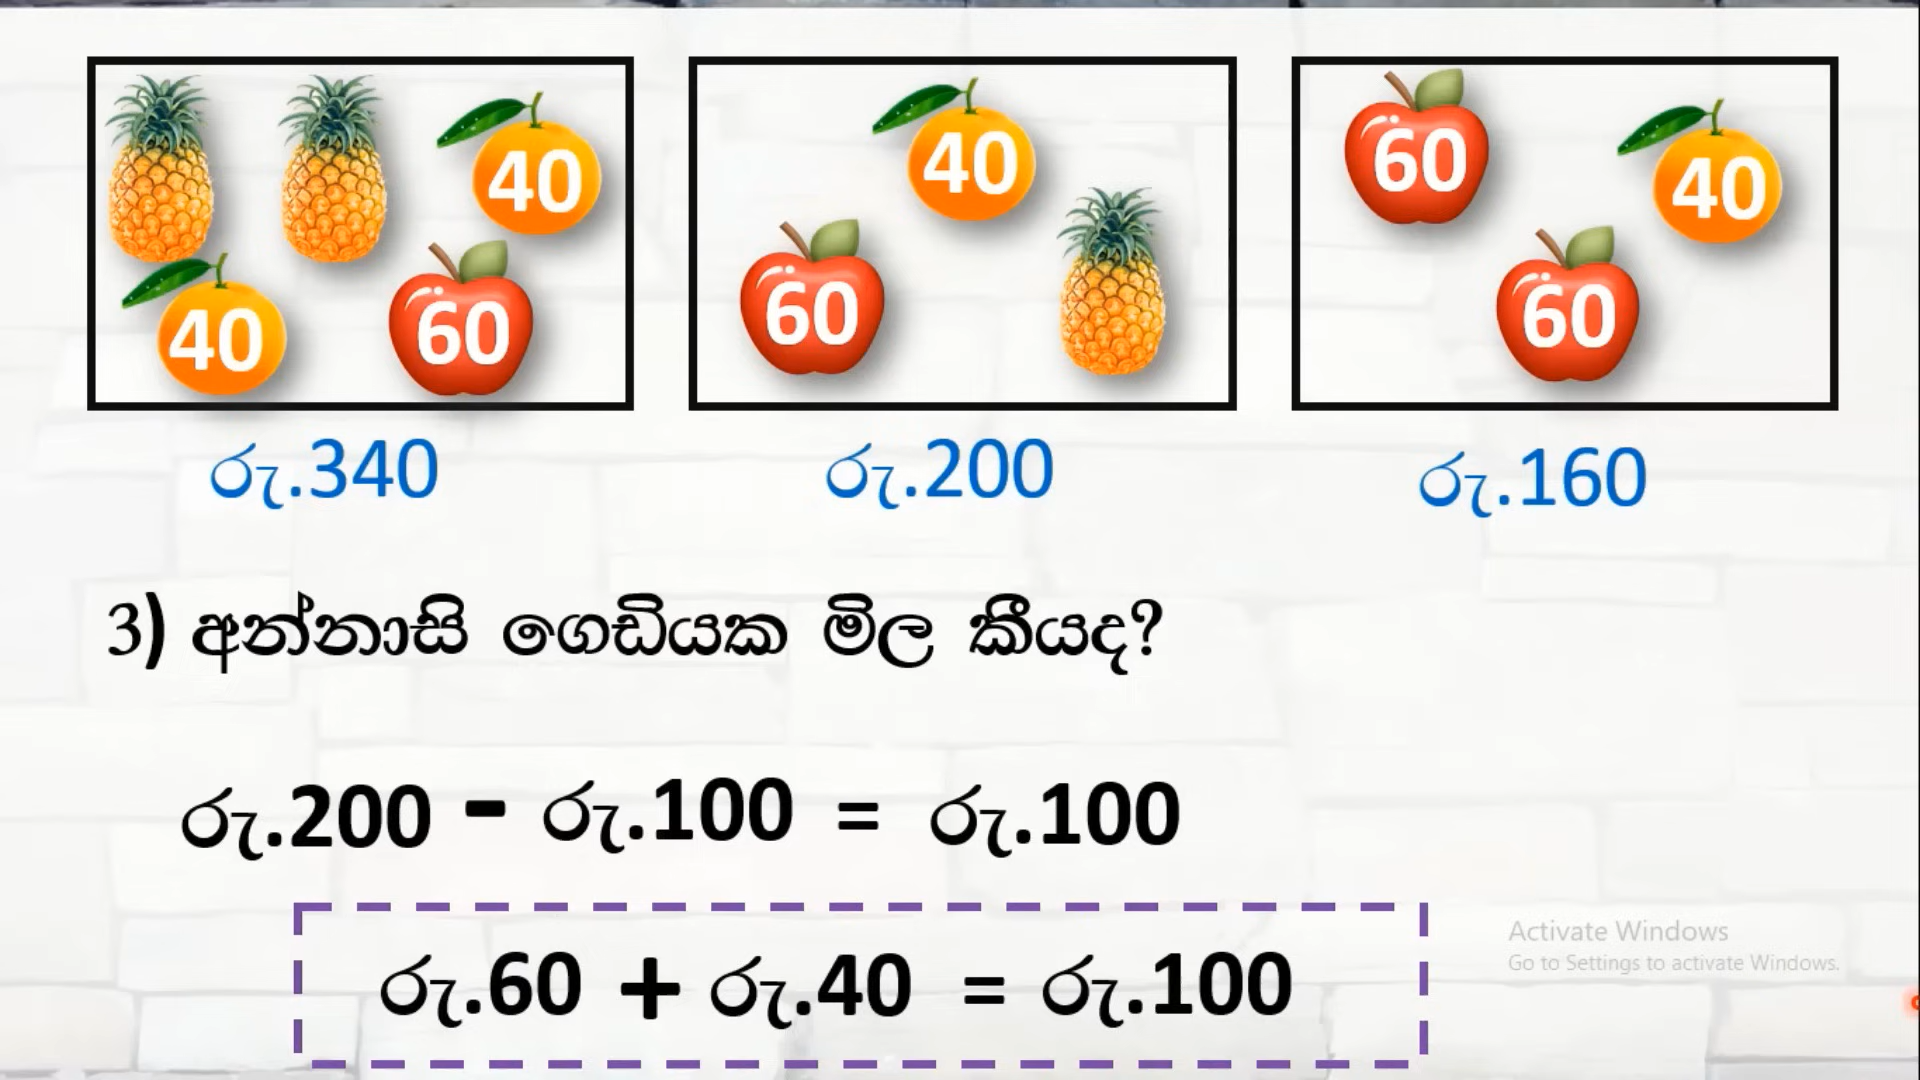 40
40
60
40
60
60
40
60
රු.340
රු.200
රු.160
3) අන්නාසි ගෙඩියක මිල කීයද?
රු.200 - රු.100 = රු.100
රු.60 + රු.40 = රු.100
Activate Windows
Go to Settings to activate Windows.